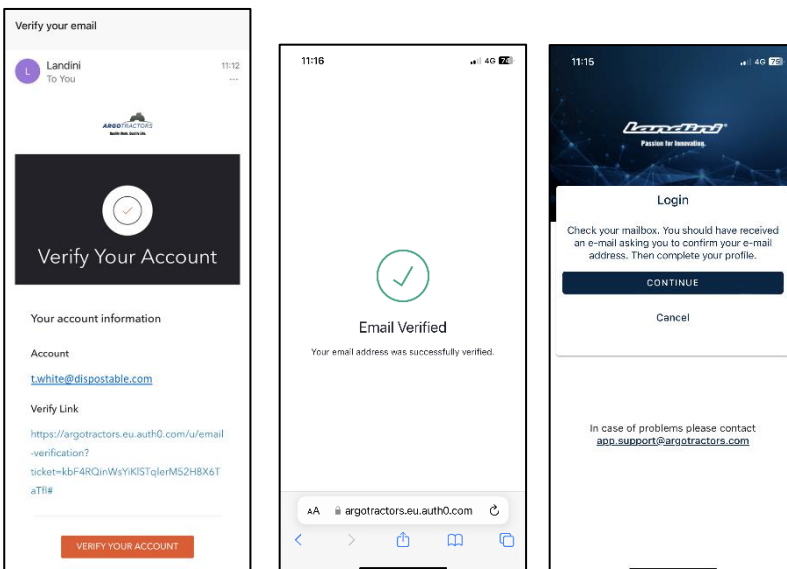 Verify your email
L
Landini
11:12
To You
...
ARGOTRACTORS
Verify Your Account
Your account information
Account
t.white@dispostable.com
Verify Link
https://argotractors.eu.auth0.com/u/email
-verification?
ticket=kbF4RQinWsYiKlSTqlerM52H8X6T
aTfl#
VERIFY YOUR ACCOUNT
11:16
4G 74
Email Verified
Your email address was successfully verified.
AA argotractors.eu.auth0.com
11:15
4G 75
Landini
Passion for Innovating.
Login
Check your mailbox. You should have received
an e-mail asking you to confirm your e-mail
address. Then complete your profile.
CONTINUE
Cancel
In case of problems please contact
app.support@argotractors.com